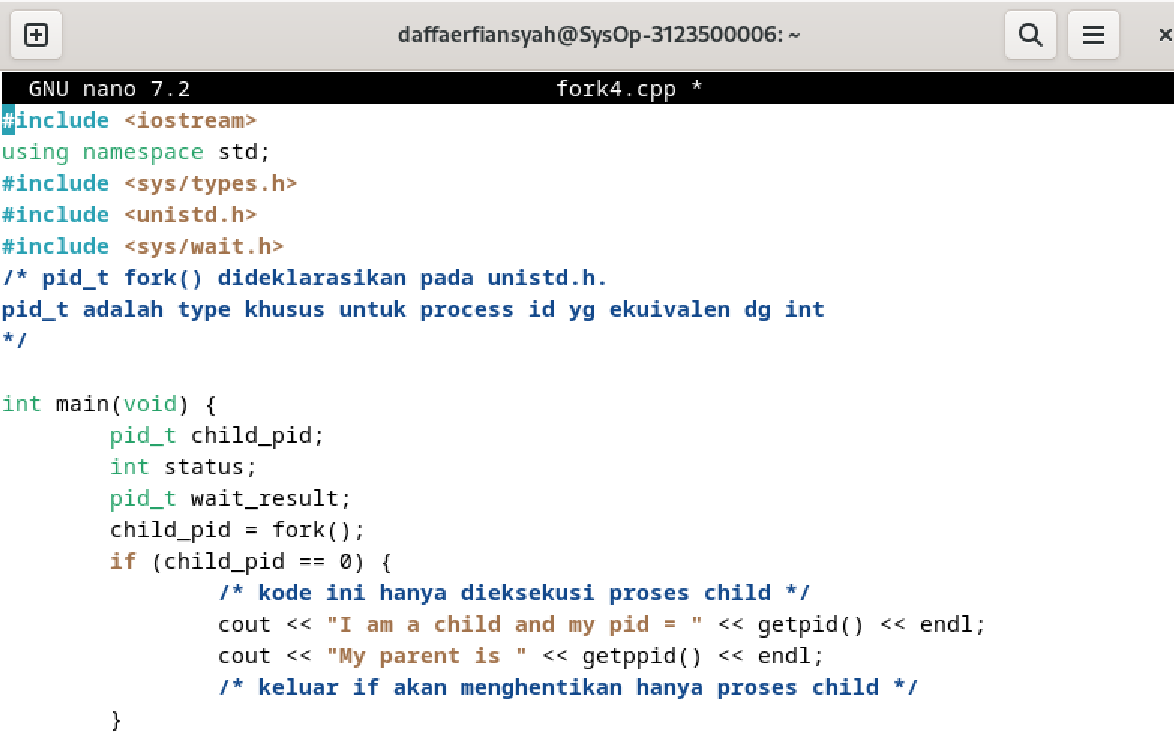 daffaerfiansyah@SysOp-3123500006: ~
GNU nano 7.2 fork4.cpp *
#include <iostream>
using namespace std;
#include <sys/types.h>
#include <unistd.h>
#include <sys/wait.h>
/* pid_t fork() dideklarasikan pada unistd.h.
pid_t adalah type khusus untuk process id yg ekuivalen dg int
*/
int main(void) {
pid_t child_pid;
int status;
pid_t wait_result;
child_pid = fork();
if (child_pid == 0) {
/* kode ini hanya dieksekusi proses child */
cout << "I am a child and my pid = " << getpid() << endl;
cout << "My parent is " << getppid() << endl;
/* keluar if akan menghentikan hanya proses child */
}